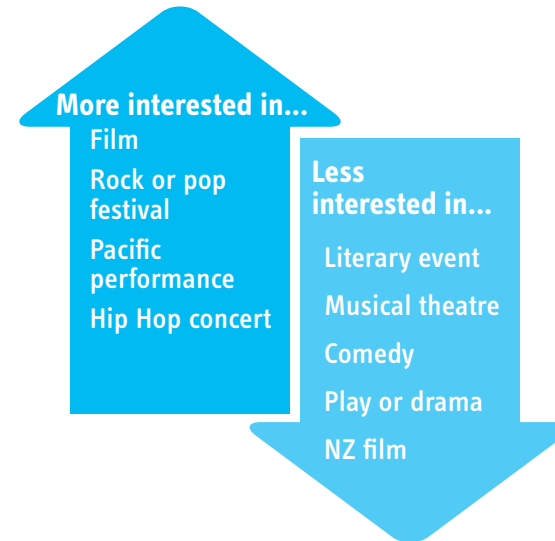 More interested in...
Film
Rock or pop
festival
Pacific
performance
Hip Hop concert
Less
interested in...
Literary event
Musical theatre
Comedy
Play or drama
NZ film